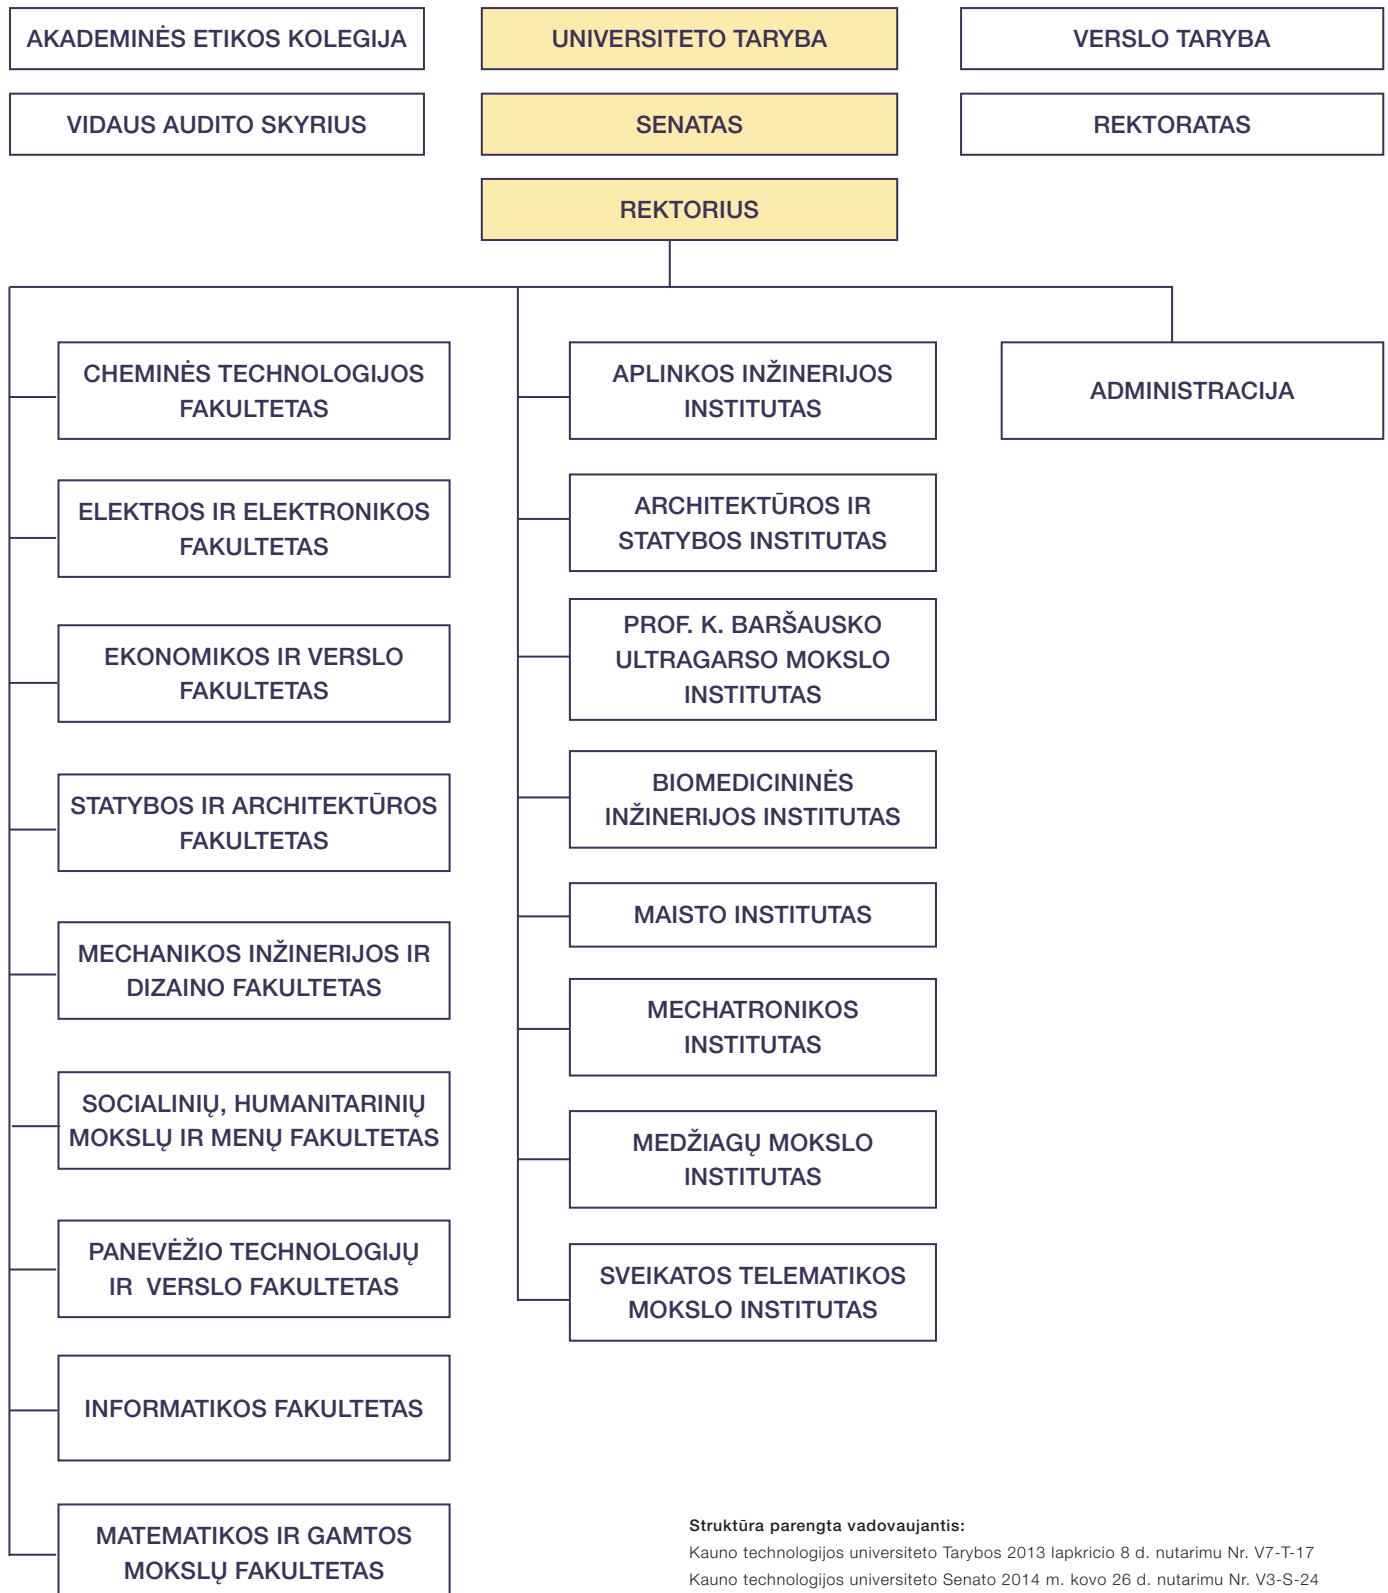 AKADEMINĖS ETIKOS KOLEGIJA
UNIVERSITETO TARYBA
VERSLO TARYBA
VIDAUS AUDITO SKYRIUS
SENATAS
REKTORATAS
REKTORIUS
CHEMINĖS TECHNOLOGIJOS
FAKULTETAS
ELEKTROS IR ELEKTRONIKOS
FAKULTETAS
EKONOMIKOS IR VERSLO
FAKULTETAS
STATYBOS IR ARCHITEKTŪROS
FAKULTETAS
MECHANIKOS INŽINERIJOS IR
DIZAINO FAKULTETAS
SOCIALINIŲ, HUMANITARINIŲ
MOKSLŲ IR MENŲ FAKULTETAS
PANEVĖŽIO TECHNOLOGIJŲ
IR VERSLO FAKULTETAS
INFORMATIKOS FAKULTETAS
MATEMATIKOS IR GAMTOS
MOKSLŲ FAKULTETAS
APLINKOS INŽINERIJOS
INSTITUTAS
ARCHITEKTŪROS IR
STATYBOS INSTITUTAS
PROF. K. BARŠAUSKO
ULTRAGARSO MOKSLO
INSTITUTAS
BIOMEDICININĖS
INŽINERIJOS INSTITUTAS
MAISTO INSTITUTAS
MECHATRONIKOS
INSTITUTAS
MEDŽIAGŲ MOKSLO
INSTITUTAS
SVEIKATOS TELEMATIKOS
MOKSLO INSTITUTAS
ADMINISTRACIJA
Struktūra parengta vadovaujantis:
Kauno technologijos universiteto Tarybos 2013 lapkricio 8 d. nutarimu Nr. V7-T-17
Kauno technologijos universiteto Senato 2014 m. kovo 26 d. nutarimu Nr. V3-S-24